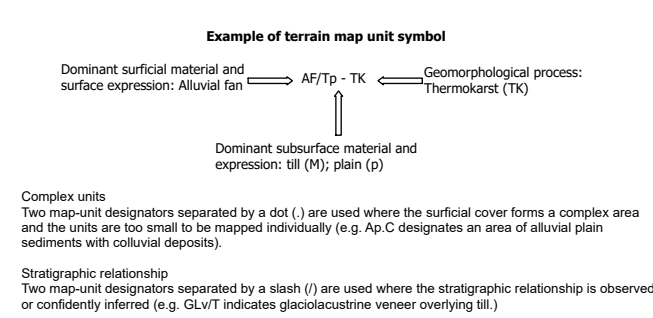 Example of terrain map unit symbol
Dominant surficial material and
surface expression: Alluvial fan
AF/Tp - TK
Geomorphological process:
Thermokarst (TK)
Dominant subsurface material and
expression: till (M); plain (p)
Complex units
Two map-unit designators separated by a dot (.) are used where the surficial cover forms a complex area
and the units are too small to be mapped individually (e.g. Ap.C designates an area of alluvial plain
sediments with colluvial deposits).
Stratigraphic relationship
Two map-unit designators separated by a slash (/) are used where the stratigraphic relationship is observed
or confidently inferred (e.g. GLv/T indicates glaciolacustrine veneer overlying till.)